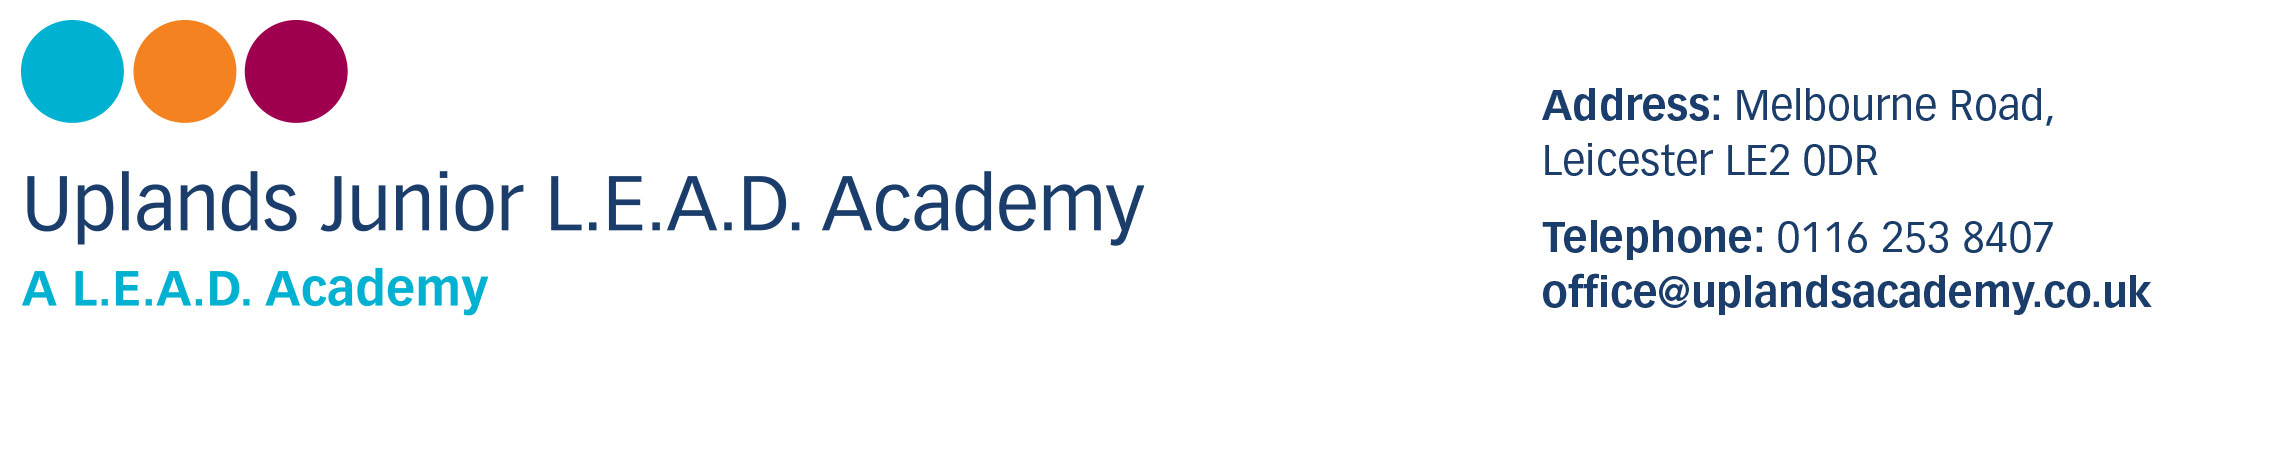 Uplands Junior L.E.A.D. Academy
A L.E.A.D. Academy
Address: Melbourne Road,
Leicester LE2 0DR
Telephone: 0116 253 8407
office@uplandsacademy.co.uk